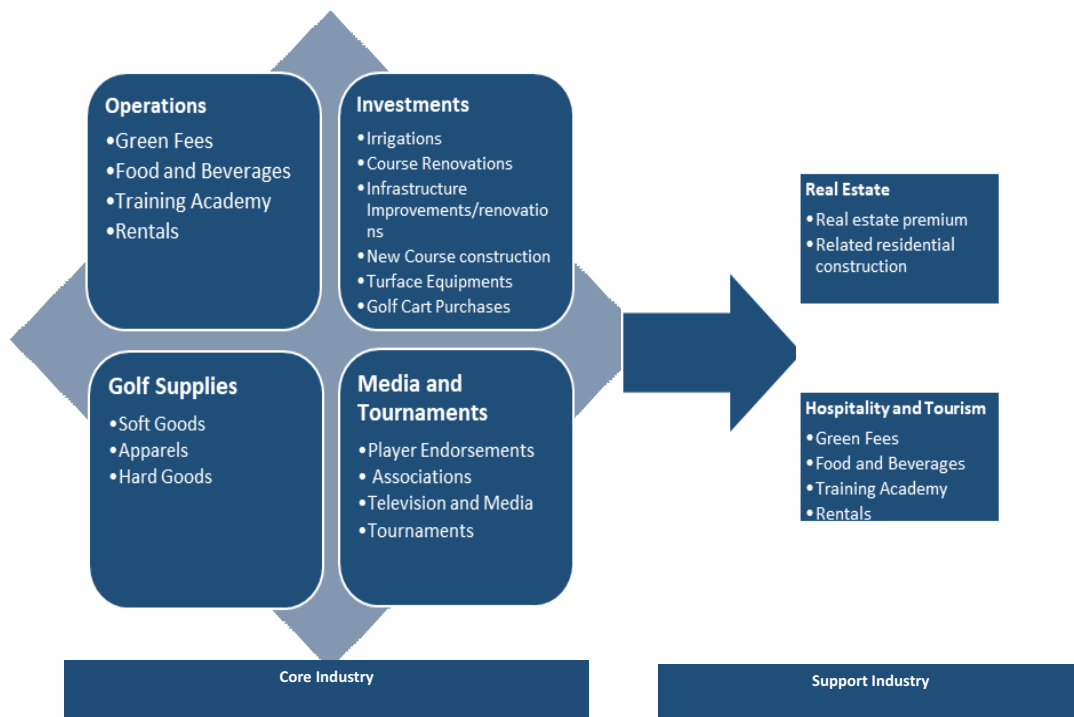 Operations
•Green Fees
•Food and Beverages
•Training Academy
•Rentals
Investments
•Irrigations
•Course Renovations
•Infrastructure
Improvements/renovatio
ns
•New Course construction
•Turface Equipments
•Golf Cart Purchases
Golf Supplies
•Soft Goods
•Apparels
•Hard Goods
Media and
Tournaments
•Player Endorsements
• Associations
•Television and Media
•Tournaments
Real Estate
•Real estate premium
•Related residential
construction
Hospitality and Tourism
•Green Fees
•Food and Beverages
•Training Academy
•Rentals
Core Industry
Support Industry